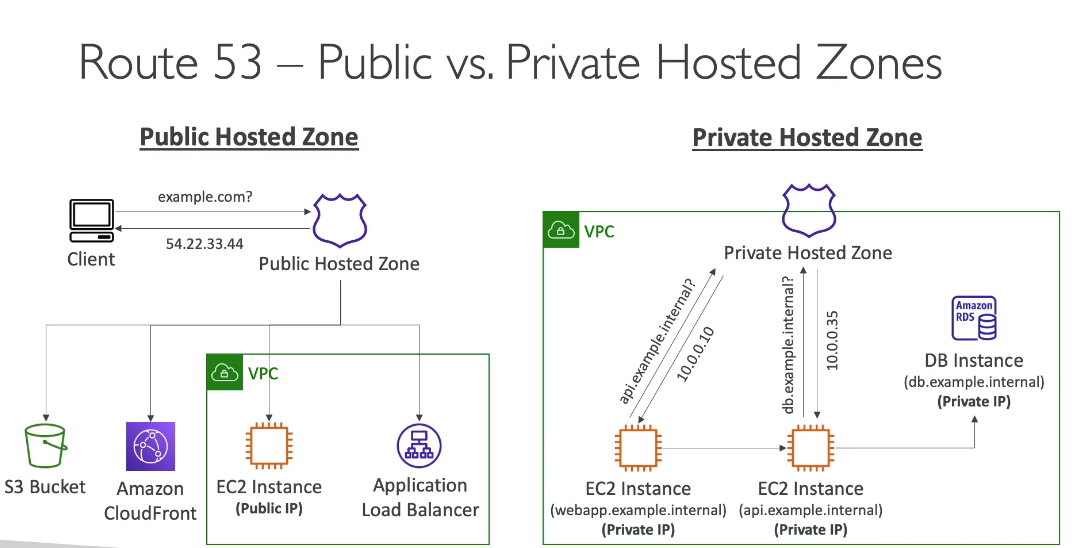 Route 53 – Public vs. Private Hosted Zones
Public Hosted Zone
example.com?
54.22.33.44
Client
Public Hosted Zone
VPC
S3 Bucket
Amazon
CloudFront
EC2 Instance
(Public IP)
Application
Load Balancer
Private Hosted Zone
VPC
Private Hosted Zone
api.example.internal?
10.0.0.10
db.example.internal?
10.0.0.35
Amazon
RDS
DB Instance
(db.example.internal)
(Private IP)
EC2 Instance
(webapp.example.internal)
(Private IP)
EC2 Instance
(api.example.internal)
(Private IP)